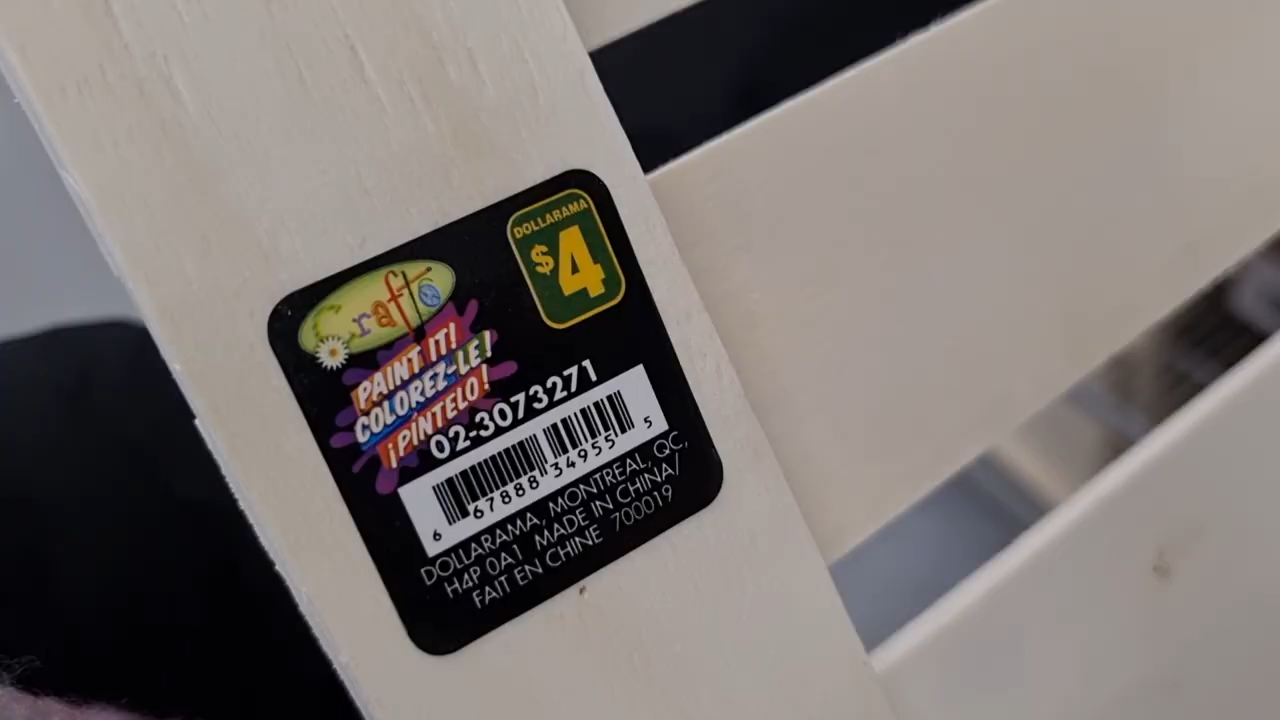 Crafts
DOLLARAMA
$4
PAINT IT!
COLOREZ-LE!
¡PÍNTELO!
02-3073271
6 67888 34955 5
DOLLARAMA, MONTREAL, QC,
H4P 0A1 MADE IN CHINA/
FAIT EN CHINE 700019